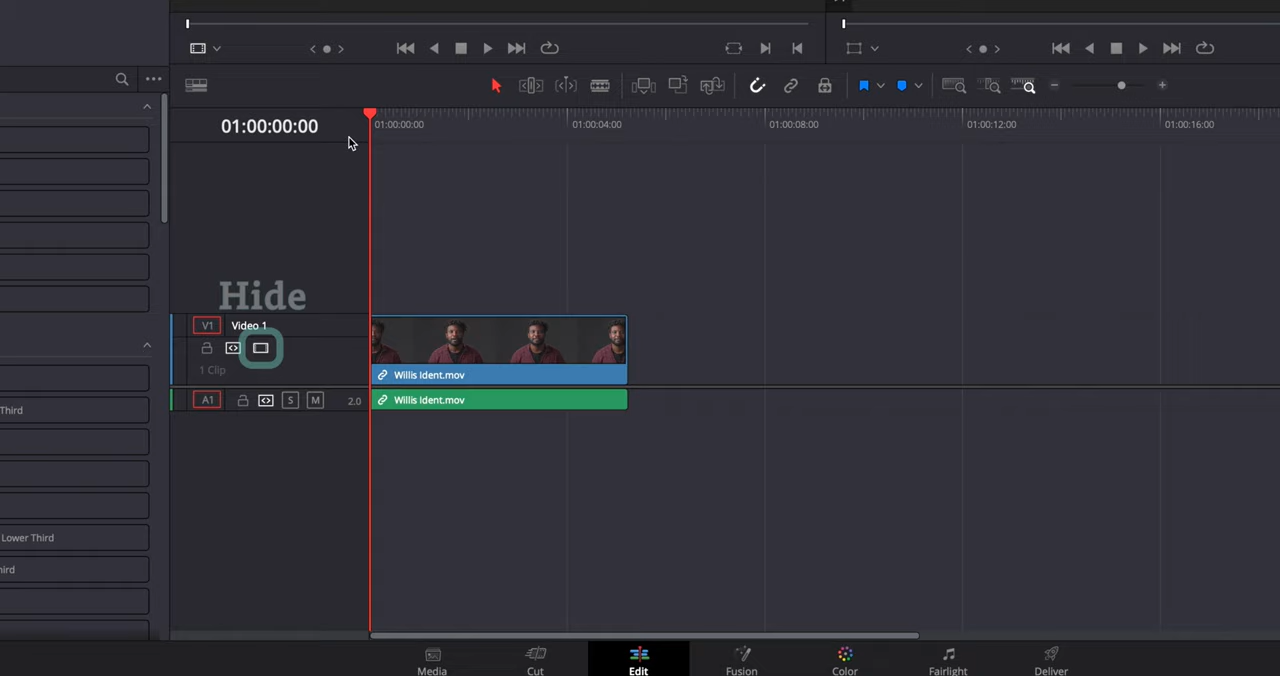 01:00:00:00
01:00:00:00
01:00:04:00
01:00:08:00
01:00:12:00
01:00:16:00
Hide
V1
Video 1
1 Clip
Willis Ident.mov
A1
S
M
2.0
Willis Ident.mov
Third
Lower Third
ird
Media
Cut
Edit
Fusion
Color
Fairlight
Deliver